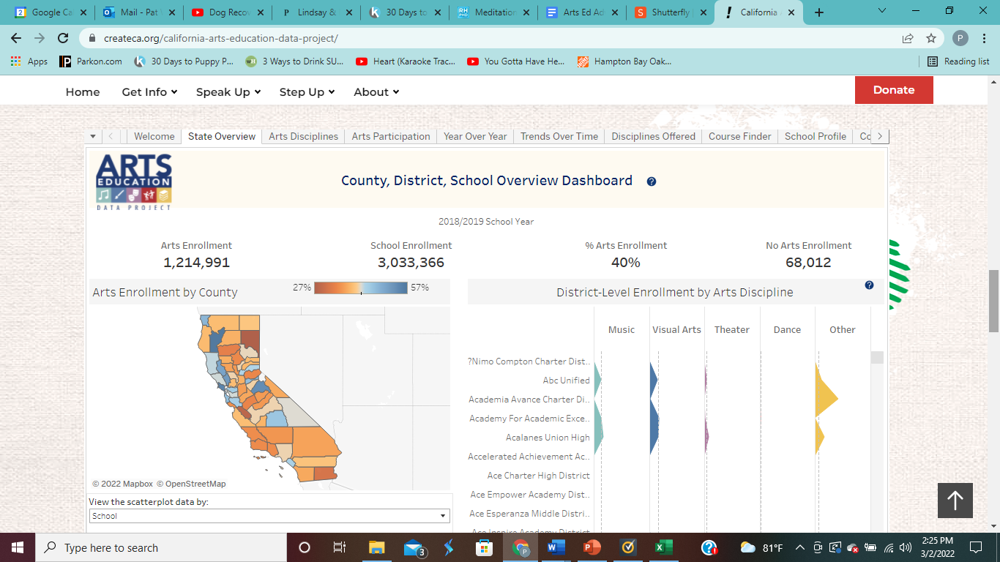 Google Ca
Mail - Pat
Dog Recov
Lindsay &
30 Days to
Meditation
Arts Ed Ad
Shutterfly
California
createca.org/california-arts-education-data-project/
P
Apps
Parkon.com
30 Days to Puppy P...
3 Ways to Drink SU...
Heart (Karaoke Trac...
You Gotta Have He...
Hampton Bay Oak...
Reading list
Home
Get Info
Speak Up
Step Up
About
Donate
Welcome
State Overview
Arts Disciplines
Arts Participation
Year Over Year
Trends Over Time
Disciplines Offered
Course Finder
School Profile
Co
ARTS
EDUCATION
DATA PROJECT
County, District, School Overview Dashboard
2018/2019 School Year
Arts Enrollment
1,214,991
School Enrollment
3,033,366
% Arts Enrollment
40%
No Arts Enrollment
68,012
Arts Enrollment by County
27%
57%
District-Level Enrollment by Arts Discipline
Music
Visual Arts
Theater
Dance
Other
?Nimo Compton Charter Dist..
Abc Unified
Academia Avance Charter Di..
Academy For Academic Exce..
Acalanes Union High
Accelerated Achievement Ac..
Ace Charter High District
Ace Empower Academy Dist..
Ace Esperanza Middle Distri..
Ace Inspire Academy District
© 2022 Mapbox © OpenStreetMap
View the scatterplot data by:
School
Type here to search
3
81°F
2:25 PM
3/2/2022